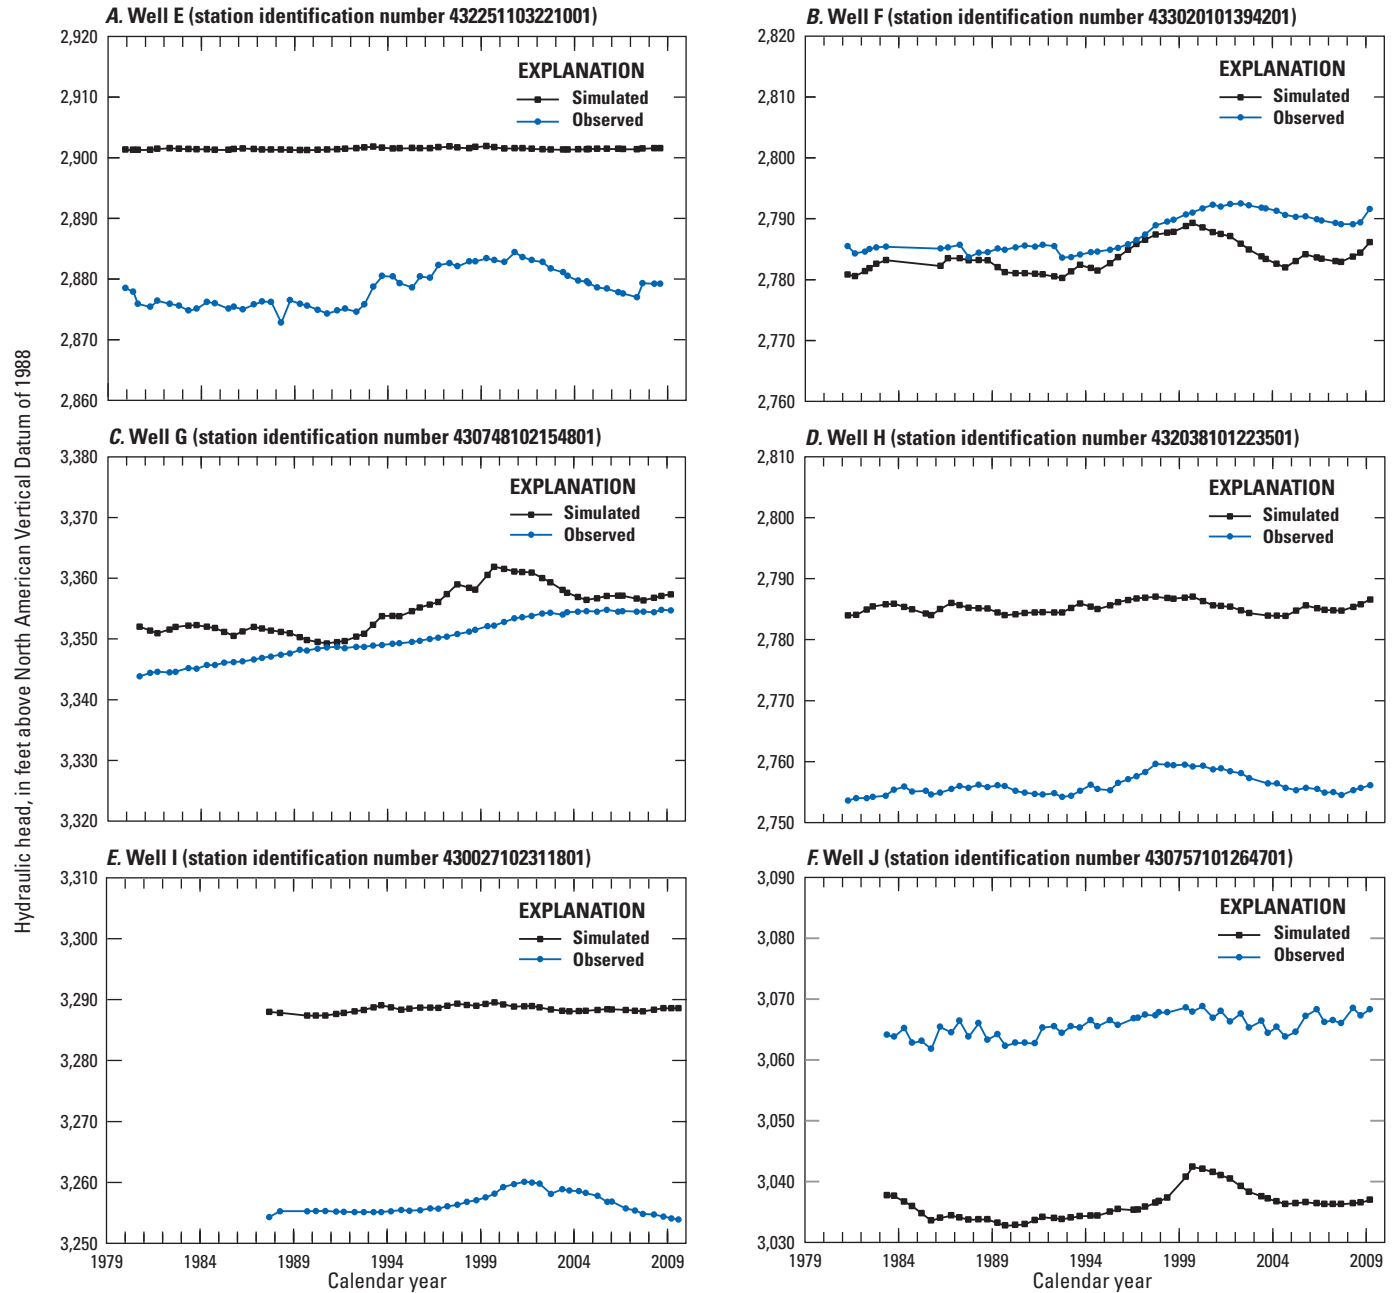 Hydraulic head, in feet above North American Vertical Datum of 1988
A. Well E (station identification number 432251103221001)
2,920
2,910
2,900
2,890
2,880
2,870
2,860
EXPLANATION
Simulated
Observed
B. Well F (station identification number 433020101394201)
2,820
2,810
2,800
2,790
2,780
2,770
2,760
EXPLANATION
Simulated
Observed
C. Well G (station identification number 430748102154801)
3,380
3,370
3,360
3,350
3,340
3,330
3,320
EXPLANATION
Simulated
Observed
D. Well H (station identification number 432038101223501)
2,810
2,800
2,790
2,780
2,770
2,760
2,750
EXPLANATION
Simulated
Observed
E. Well I (station identification number 430027102311801)
3,310
3,300
3,290
3,280
3,270
3,260
3,250
EXPLANATION
Simulated
Observed
1979 1984 1989 1994 1999 2004 2009
Calendar year
F. Well J (station identification number 430757101264701)
3,090
3,080
3,070
3,060
3,050
3,040
3,030
EXPLANATION
Simulated
Observed
1979 1984 1989 1994 1999 2004 2009
Calendar year